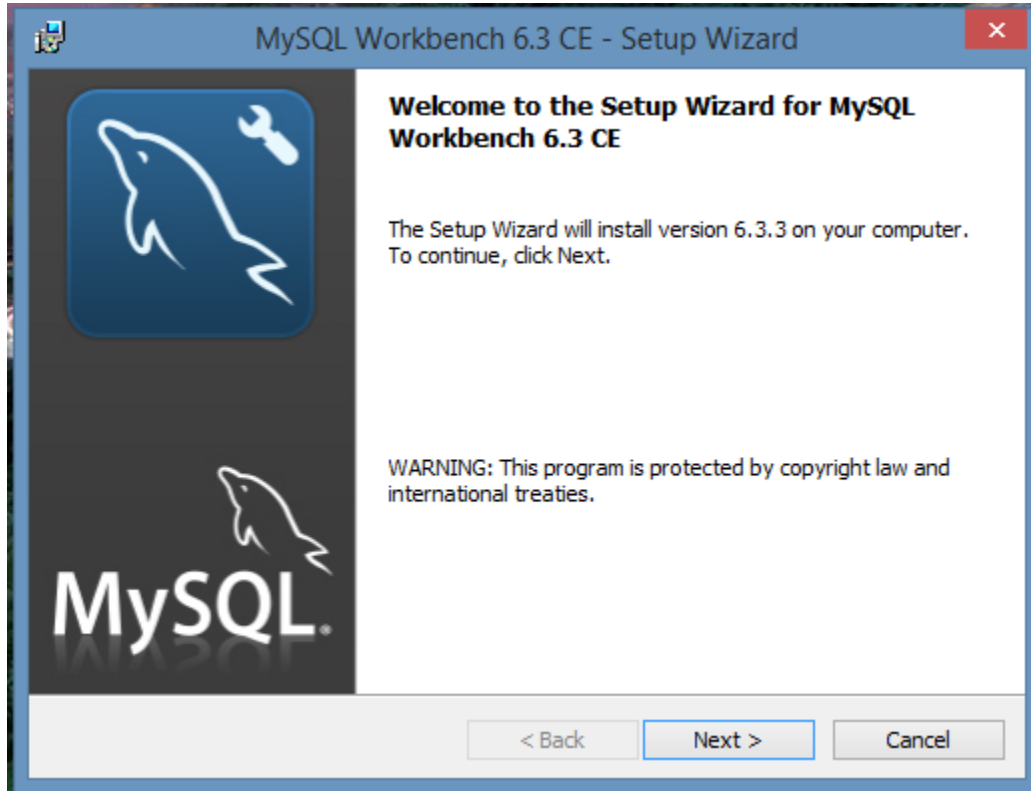 MySQL Workbench 6.3 CE - Setup Wizard
Welcome to the Setup Wizard for MySQL
Workbench 6.3 CE
The Setup Wizard will install version 6.3.3 on your computer.
To continue, click Next.
WARNING: This program is protected by copyright law and
international treaties.
MySQL®
< Back
Next >
Cancel